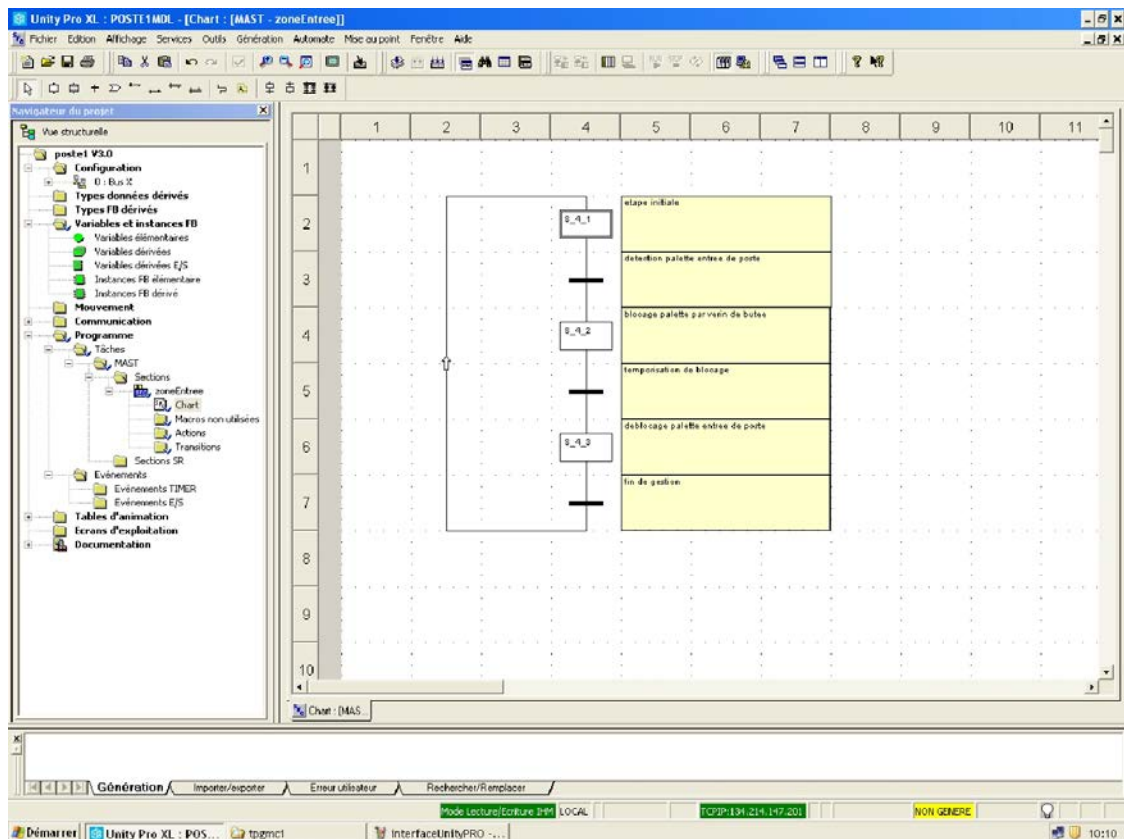 Unity Pro XL : POSTE1MDL - [Chart : [MAST - zoneEntree]]
Fichier Edition Affichage Services Outils Génération Automate Mise au point Fenêtre Aide
Navigateur du projet
Vue structurelle
poste1 V3.0
Configuration
0 : Bus X
Types données dérivés
Types FB dérivés
Variables et instances FB
Variables élémentaires
Variables dérivées
Variables dérivées E/S
Instances FB élémentaire
Instances FB dérivé
Mouvement
Communication
Programme
Tâches
MAST
Sections
zoneEntree
Chart
Macros non utilisées
Actions
Transitions
Sections SR
Evénements
Evénements TIMER
Evénements E/S
Tables d'animation
Ecrans d'exploitation
Documentation
1 2 3 4 5 6 7 8 9 10 11
1
2
3
4
5
6
7
8
9
10
S_4_1
etape initiale
detection palette entree de poste
S_4_2
blocage palette par verin de butee
temporisation de blocage
S_4_3
deblocage palette entree de poste
fin de gestion
Chart : [MAS...
Génération Importer/exporter Erreur utilisateur Rechercher/Remplacer
Mode Lecture/Ecriture IHM LOCAL TCPIP:134.214.147.201 NON GENERE
Démarrer Unity Pro XL : POS... tpgmc1 InterfaceUnityPRO -... 10:10